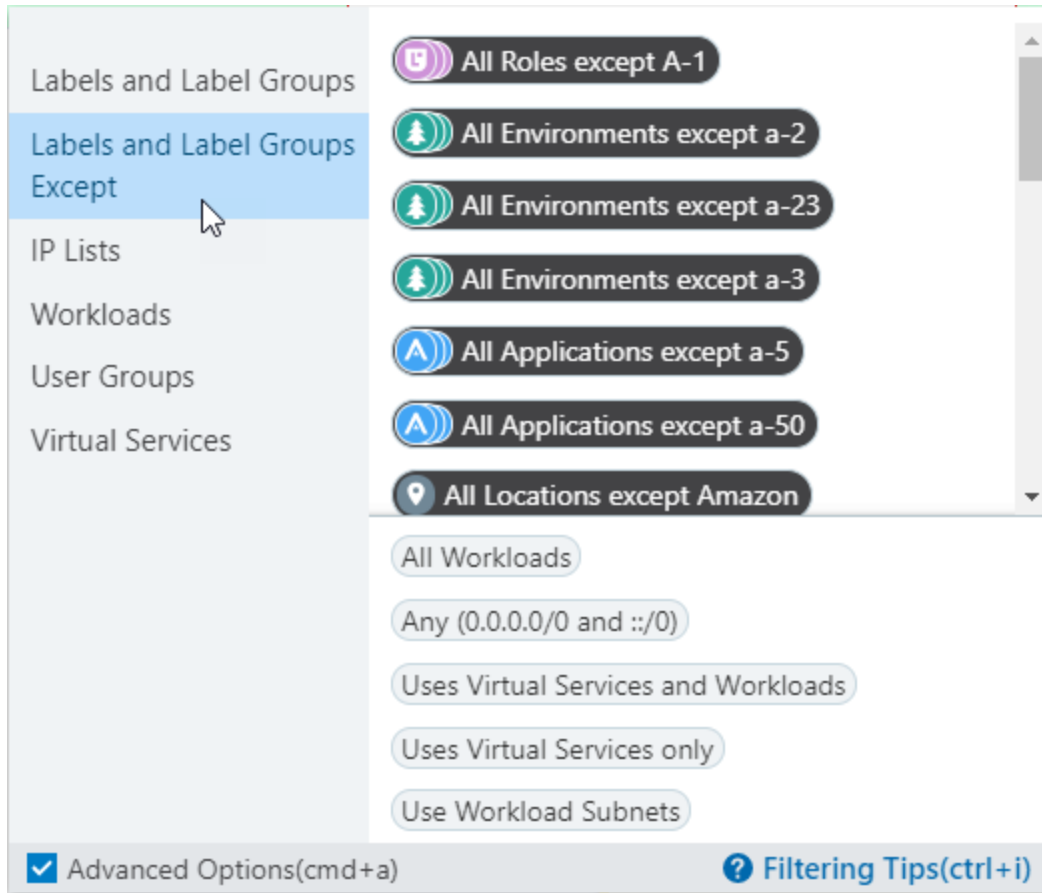 Labels and Label Groups
Labels and Label Groups
Except
IP Lists
Workloads
User Groups
Virtual Services
All Roles except A-1
All Environments except a-2
All Environments except a-23
All Environments except a-3
All Applications except a-5
All Applications except a-50
All Locations except Amazon
All Workloads
Any (0.0.0.0/0 and ::/0)
Uses Virtual Services and Workloads
Uses Virtual Services only
Use Workload Subnets
Advanced Options(cmd+a)
Filtering Tips(ctrl+i)